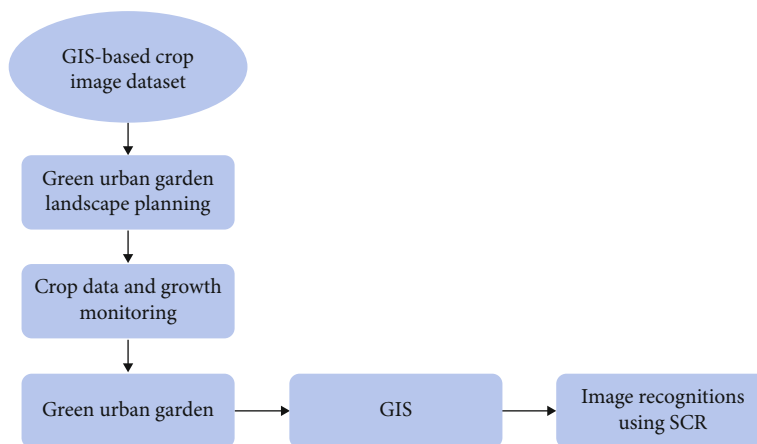 GIS-based crop
image dataset
Green urban garden
landscape planning
Crop data and growth
monitoring
Green urban garden
GIS
Image recognitions
using SCR